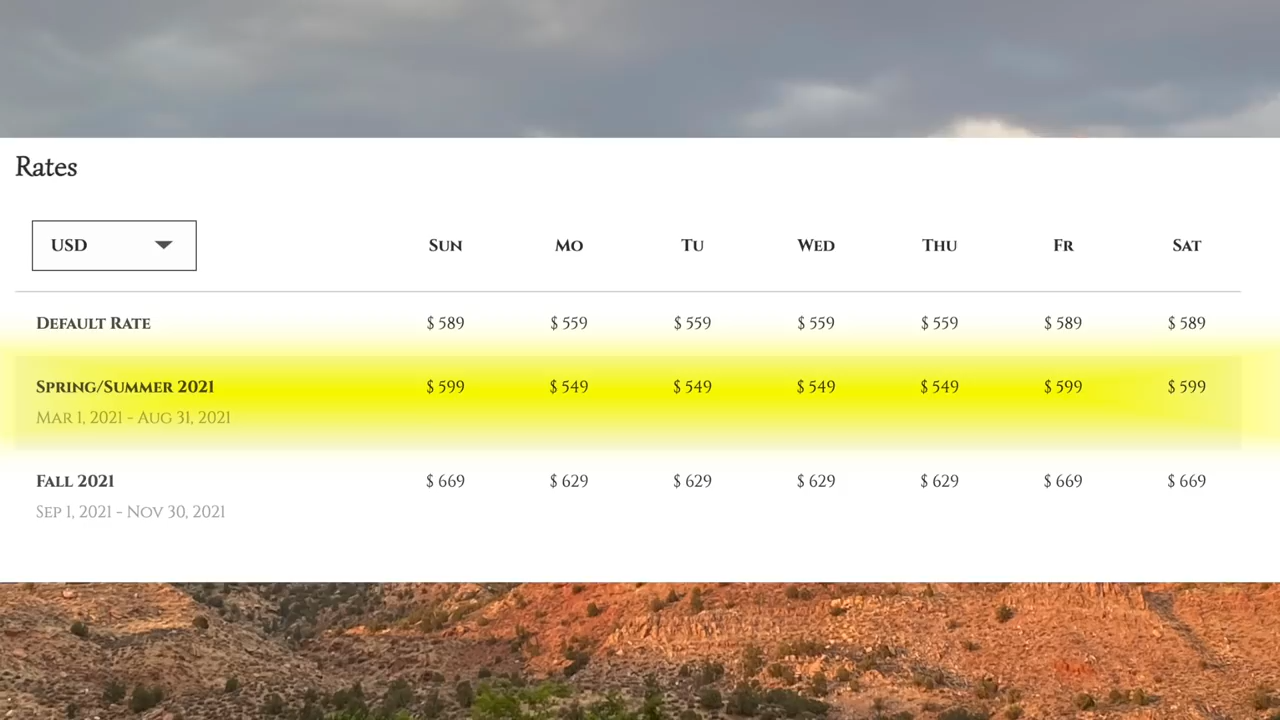 Rates
USD SUN MO TU WED THU FR SAT
DEFAULT RATE $ 589 $ 559 $ 559 $ 559 $ 559 $ 589 $ 589
SPRING/SUMMER 2021 $ 599 $ 549 $ 549 $ 549 $ 549 $ 599 $ 599
MAR 1, 2021 - AUG 31, 2021
FALL 2021 $ 669 $ 629 $ 629 $ 629 $ 629 $ 669 $ 669
SEP 1, 2021 - NOV 30, 2021